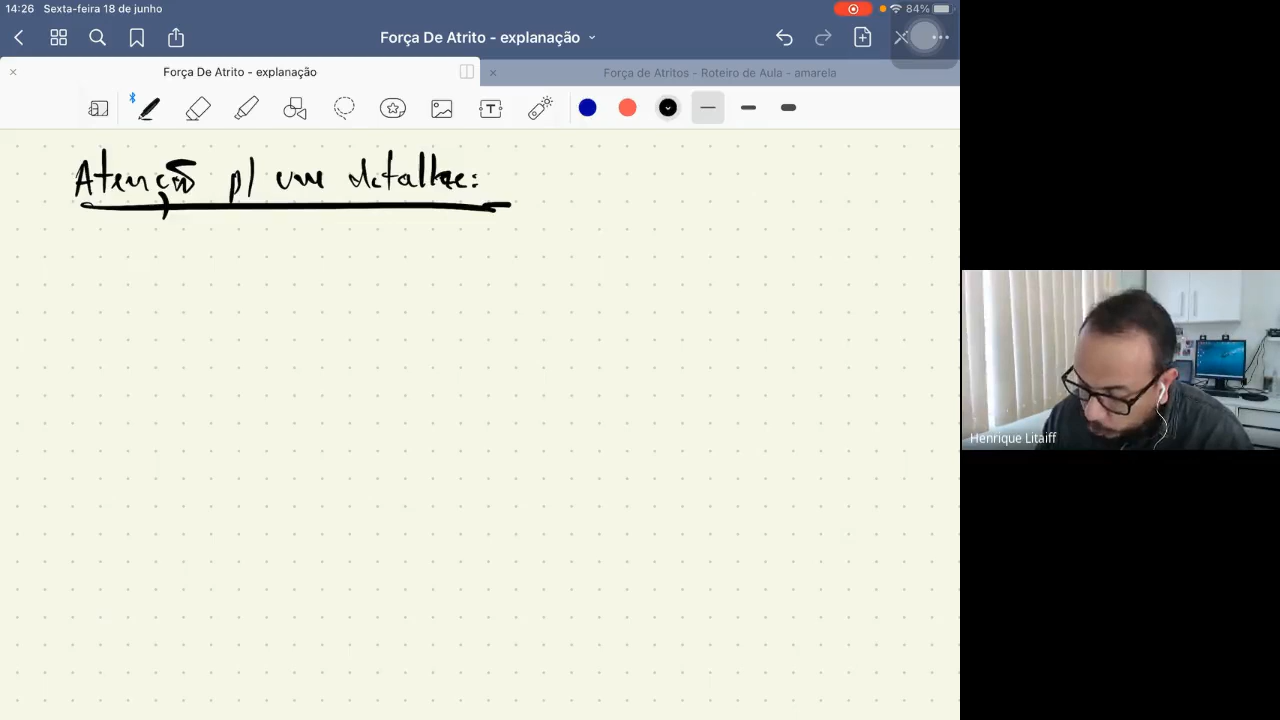 14:26 Sexta-feira 18 de junho 84%
Força De Atrito - explanação
Força De Atrito - explanação
Força de Atritos - Roteiro de Aula - amarela
Atenção p/ um detalhe:
Henrique Litaiff